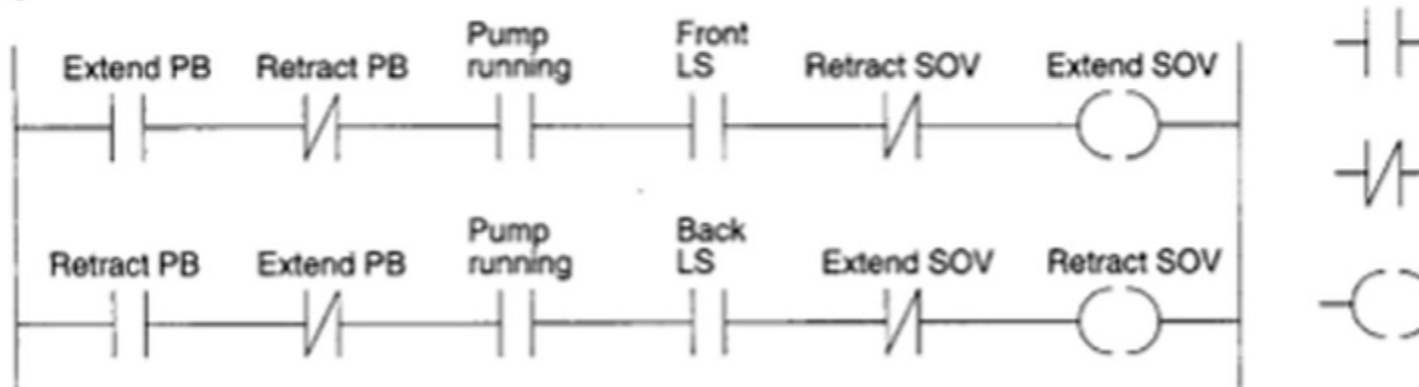 Extend PB
Retract PB
Pump
running
Front
LS
Retract SOV
Extend SOV
Retract PB
Extend PB
Pump
running
Back
LS
Extend SOV
Retract SOV